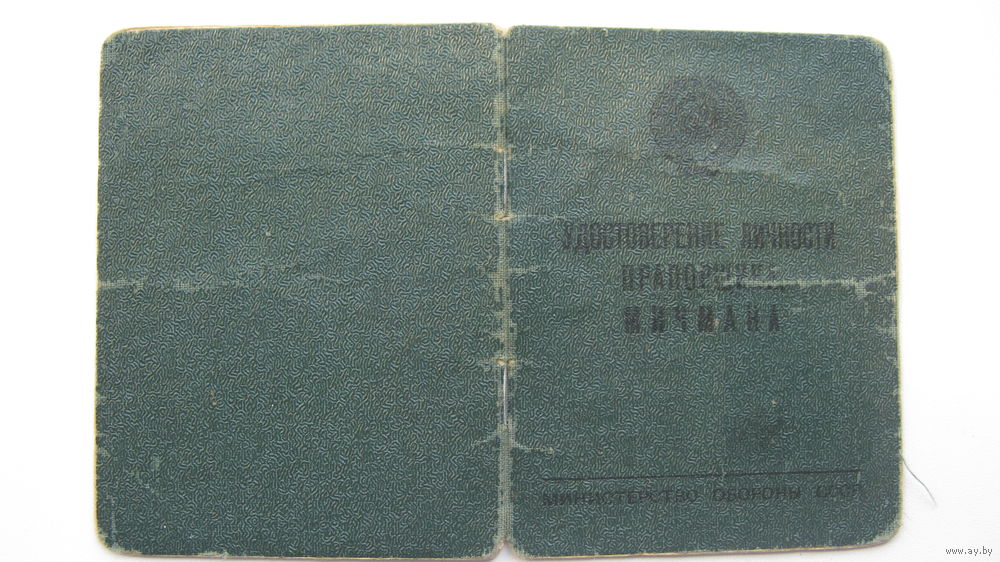 УДОСТОВЕРЕНИЕ ЛИЧНОСТИ
ПРАПОРЩИКА
МИЧМАНА
МИНИСТЕРСТВО ОБОРОНЫ СССР
www.ay.by